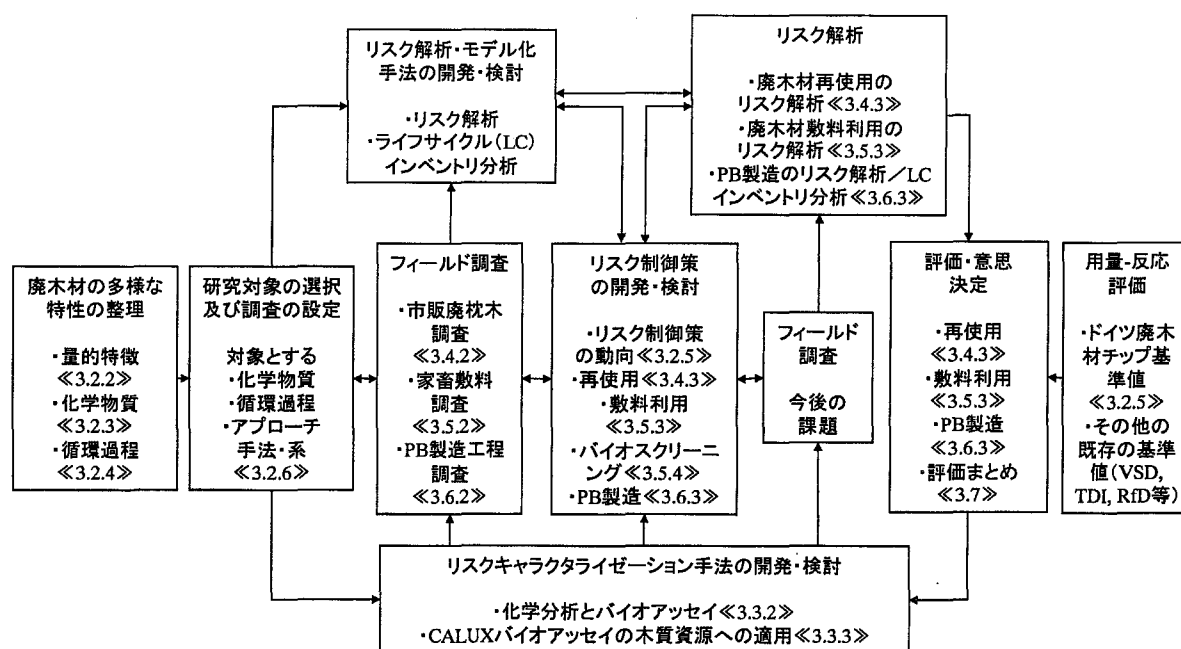 リスク解析・モデル化
手法の開発・検討
・リスク解析
・ライフサイクル(LC)
インベントリ分析
リスク解析
・廃木材再使用の
リスク解析≪3.4.3≫
・廃木材敷料利用の
リスク解析≪3.5.3≫
・PB製造のリスク解析／LC
インベントリ分析≪3.6.3≫
廃木材の多様な
特性の整理
・量的特徴
≪3.2.2≫
・化学物質
≪3.2.3≫
・循環過程
≪3.2.4≫
研究対象の選択
及び調査の設定
対象とする
・化学物質
・循環過程
・アプローチ
手法・系
≪3.2.6≫
フィールド調査
・市販廃枕木
調査
≪3.4.2≫
・家畜敷料
調査
≪3.5.2≫
・PB製造工程
調査
≪3.6.2≫
リスク制御策
の開発・検討
・リスク制御策
の動向≪3.2.5≫
・再使用≪3.4.3≫
・敷料利用
≪3.5.3≫
・バイオスクリーニ
ング≪3.5.4≫
・PB製造≪3.6.3≫
フィールド
調査
今後の
課題
評価・意思
決定
・再使用
≪3.4.3≫
・敷料利用
≪3.5.3≫
・PB製造
≪3.6.3≫
・評価まとめ
≪3.7≫
用量-反応
評価
・ドイツ廃木
材チップ基
準値
≪3.2.5≫
・その他の
既存の基準
値(VSD,
TDI, RfD等)
リスクキャラクタライゼーション手法の開発・検討
・化学分析とバイオアッセイ≪3.3.2≫
・CALUXバイオアッセイの木質資源への適用≪3.3.3≫